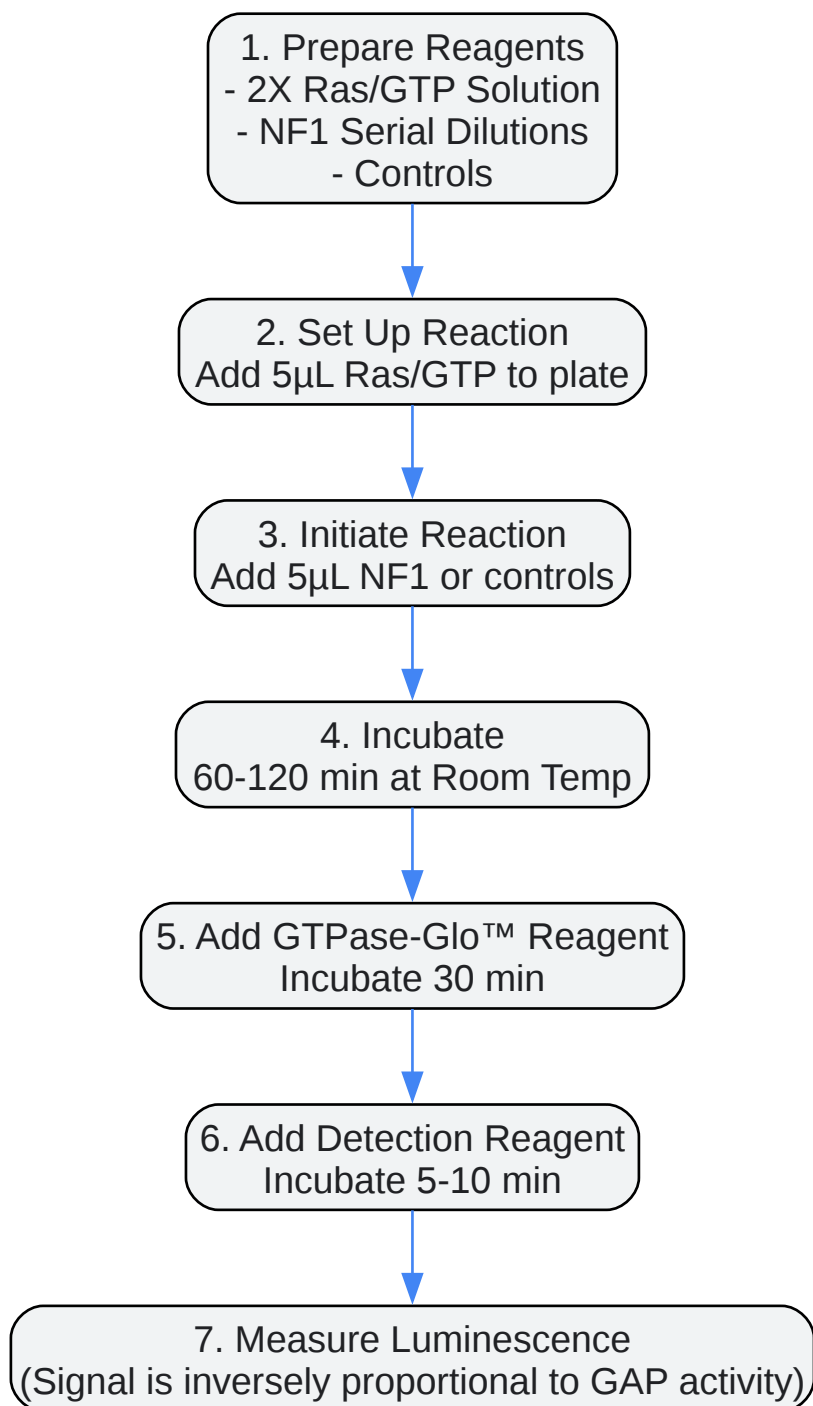 1. Prepare Reagents
- 2X Ras/GTP Solution
- NF1 Serial Dilutions
- Controls
2. Set Up Reaction
Add 5µL Ras/GTP to plate
3. Initiate Reaction
Add 5µL NF1 or controls
4. Incubate
60-120 min at Room Temp
5. Add GTPase-Glo™ Reagent
Incubate 30 min
6. Add Detection Reagent
Incubate 5-10 min
7. Measure Luminescence
(Signal is inversely proportional to GAP activity)